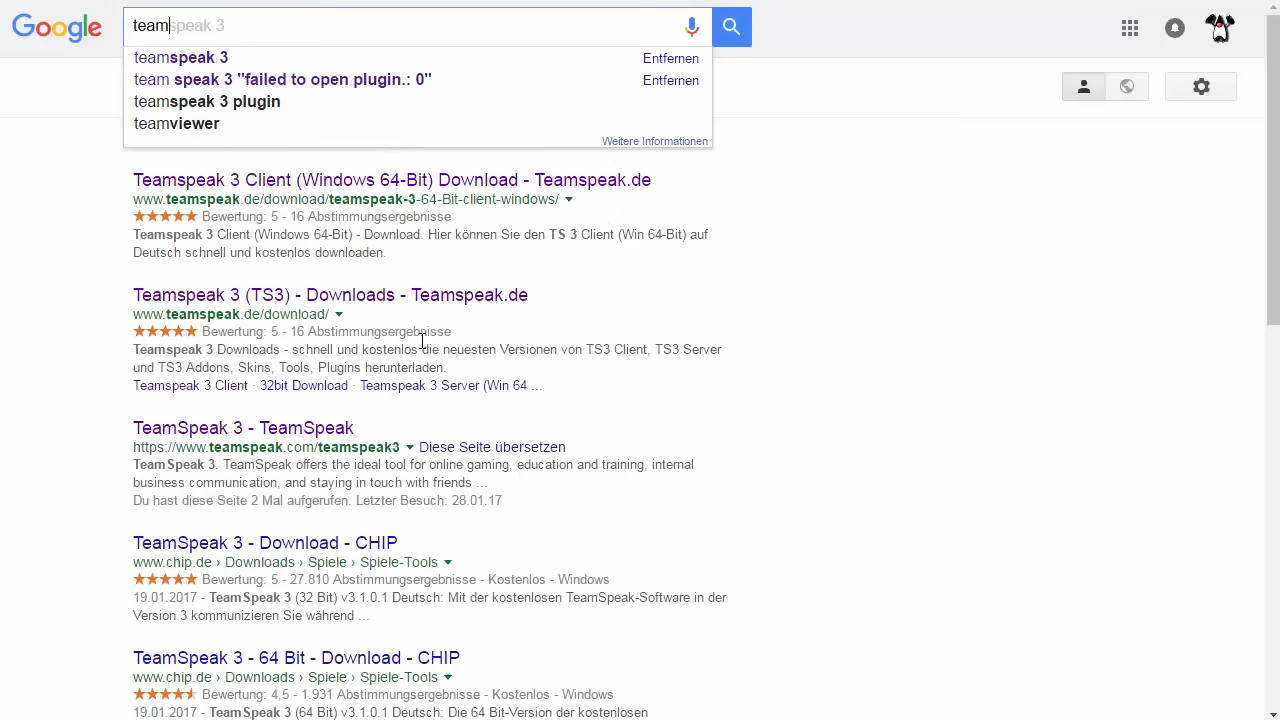 Google
teamspeak 3
teamspeak 3
Entfernen
team speak 3 "failed to open plugin.: 0"
Entfernen
teamspeak 3 plugin
teamviewer
Weitere Informationen
Teamspeak 3 Client (Windows 64-Bit) Download - Teamspeak.de
www.teamspeak.de/download/teamspeak-3-64-Bit-client-windows/
Bewertung: 5 - 16 Abstimmungsergebnisse
Teamspeak 3 Client (Windows 64-Bit) - Download. Hier können Sie den TS 3 Client (Win 64-Bit) auf
Deutsch schnell und kostenlos downloaden.
Teamspeak 3 (TS3) - Downloads - Teamspeak.de
www.teamspeak.de/download/
Bewertung: 5 - 16 Abstimmungsergebnisse
Teamspeak 3 Downloads - schnell und kostenlos die neuesten Versionen von TS3 Client, TS3 Server
und TS3 Addons, Skins, Tools, Plugins herunterladen.
Teamspeak 3 Client · 32bit Download · Teamspeak 3 Server (Win 64 ...
TeamSpeak 3 - TeamSpeak
https://www.teamspeak.com/teamspeak3 Diese Seite übersetzen
TeamSpeak 3. TeamSpeak offers the ideal tool for online gaming, education and training, internal
business communication, and staying in touch with friends ...
Du hast diese Seite 2 Mal aufgerufen. Letzter Besuch: 28.01.17
TeamSpeak 3 - Download - CHIP
www.chip.de › Downloads › Spiele › Spiele-Tools
Bewertung: 5 - 27.810 Abstimmungsergebnisse - Kostenlos - Windows
19.01.2017 - TeamSpeak 3 (32 Bit) v3.1.0.1 Deutsch: Mit der kostenlosen TeamSpeak-Software in der
Version 3 kommunizieren Sie während ...
TeamSpeak 3 - 64 Bit - Download - CHIP
www.chip.de › Downloads › Spiele › Spiele-Tools
Bewertung: 4,5 - 1.931 Abstimmungsergebnisse - Kostenlos - Windows
19.01.2017 - TeamSpeak 3 (64 Bit) v3.1.0.1 Deutsch: Die 64 Bit-Version der kostenlosen